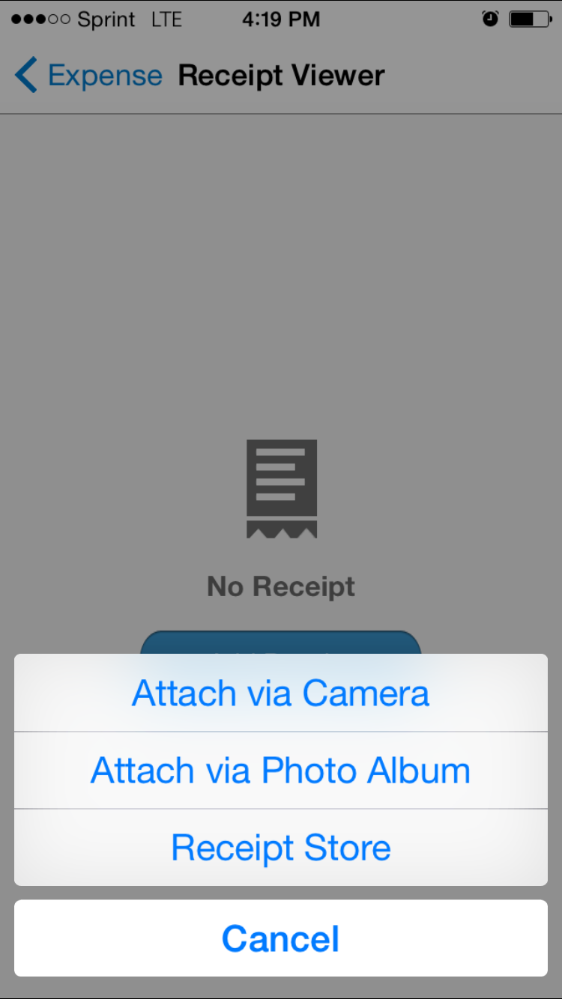 Sprint LTE 4:19 PM
Expense Receipt Viewer
No Receipt
Attach via Camera
Attach via Photo Album
Receipt Store
Cancel